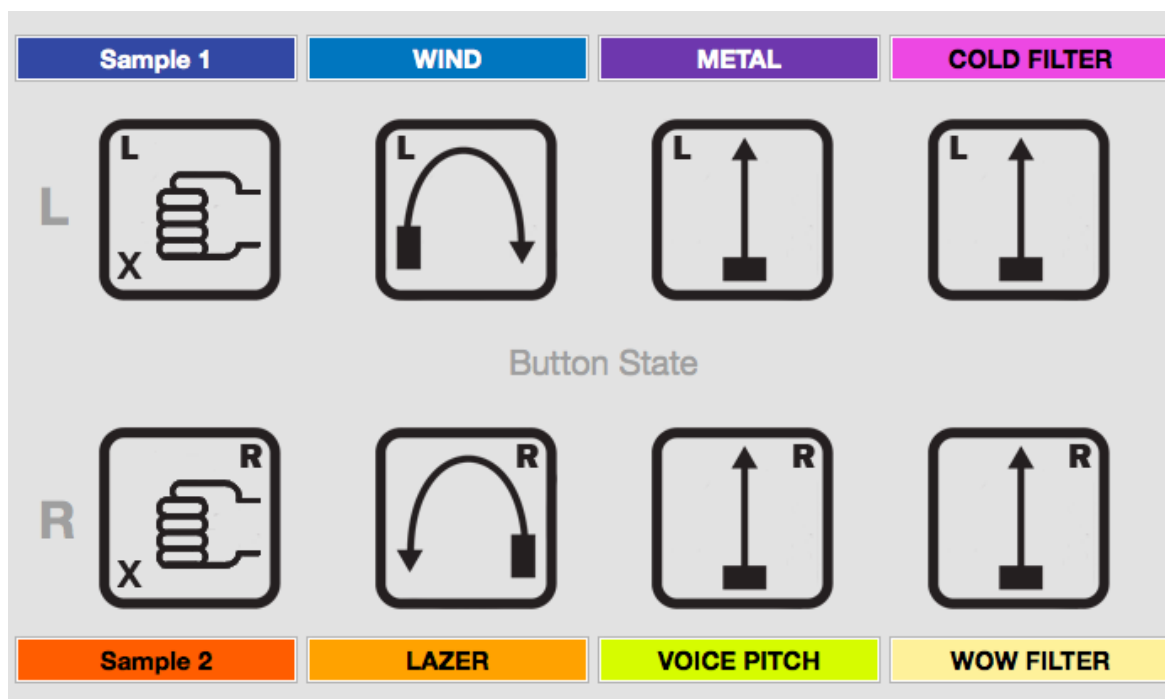 Sample 1 WIND METAL COLD FILTER
L L L L
L
X
Button State
R R R R
R
X
Sample 2 LAZER VOICE PITCH WOW FILTER